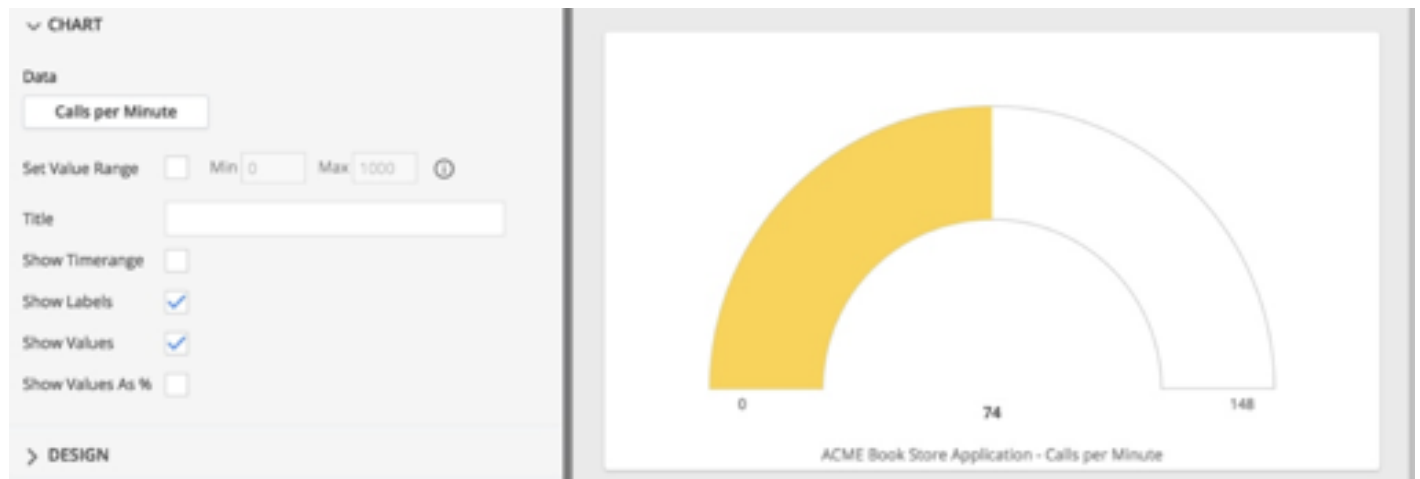 CHART
Data
Calls per Minute
Set Value Range Min 0 Max 1000
Title
Show Timerange
Show Labels
Show Values
Show Values As %
DESIGN
0 74 148
ACME Book Store Application - Calls per Minute